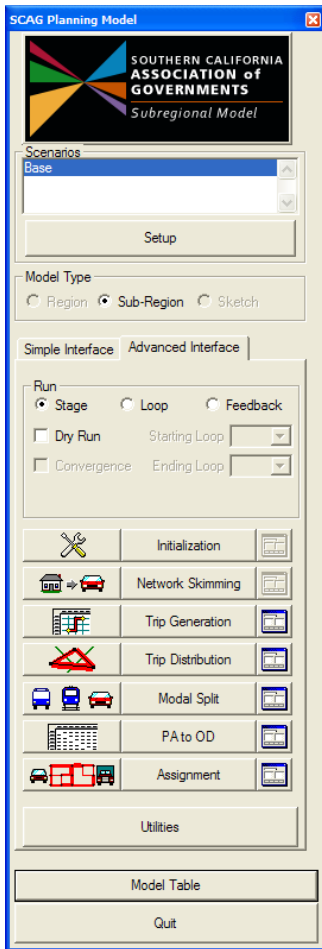 SCAG Planning Model
SOUTHERN CALIFORNIA
ASSOCIATION of
GOVERNMENTS
Subregional Model
Scenarios
Base
Setup
Model Type
Region Sub-Region Sketch
Simple Interface Advanced Interface
Run
Stage Loop Feedback
Dry Run Starting Loop
Convergence Ending Loop
Initialization
Network Skimming
Trip Generation
Trip Distribution
Modal Split
PA to OD
Assignment
Utilities
Model Table
Quit